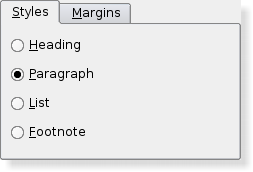 Styles Margins
Heading
Paragraph
List
Footnote